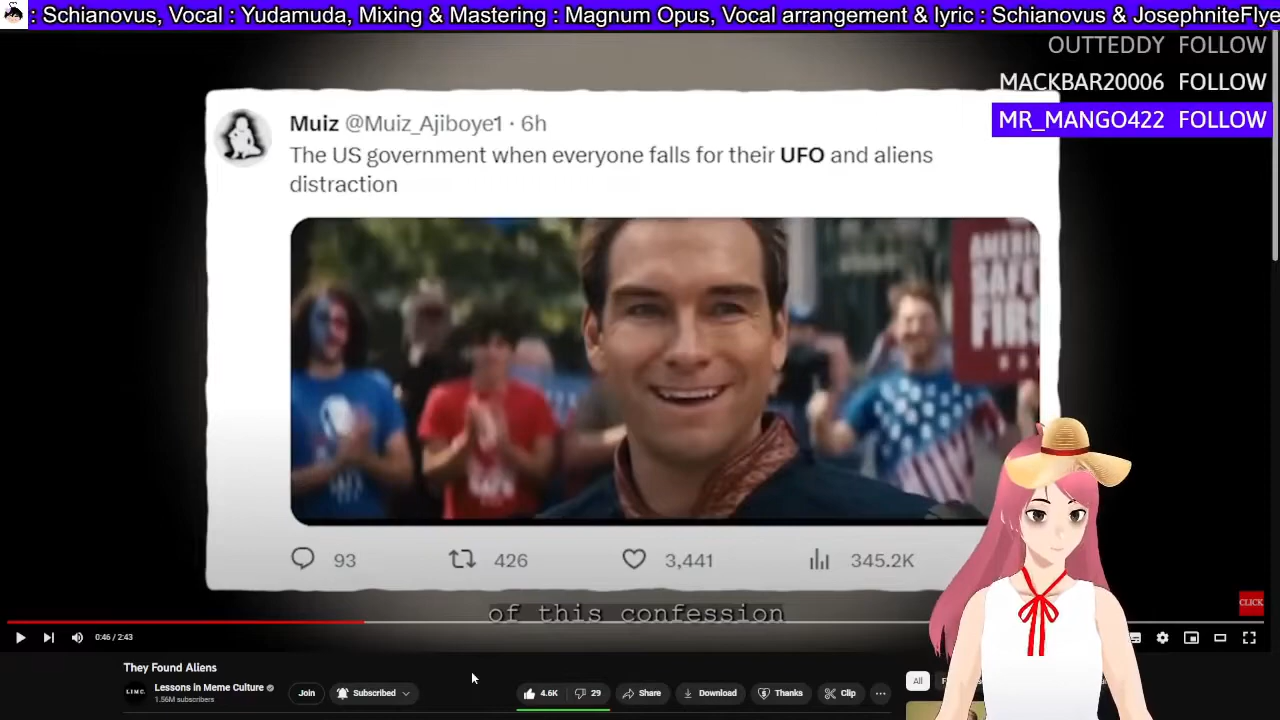 : Schianovus, Vocal : Yudamuda, Mixing & Mastering : Magnum Opus, Vocal arrangement & lyric : Schianovus & JosephniteFlye
OUTTEDDY FOLLOW
MACKBAR20006 FOLLOW
MR_MANGO422 FOLLOW
Muiz @Muiz_Ajiboye1 · 6h
The US government when everyone falls for their UFO and aliens
distraction
AMERI
SAFE
FIRS
93 426 3,441 345.2K
of this confession
CLICK
0:46 / 2:43
They Found Aliens
L.I.M.C. Lessons in Meme Culture
1.56M subscribers
Join Subscribed 4.6K 29 Share Download Thanks Clip ...
All